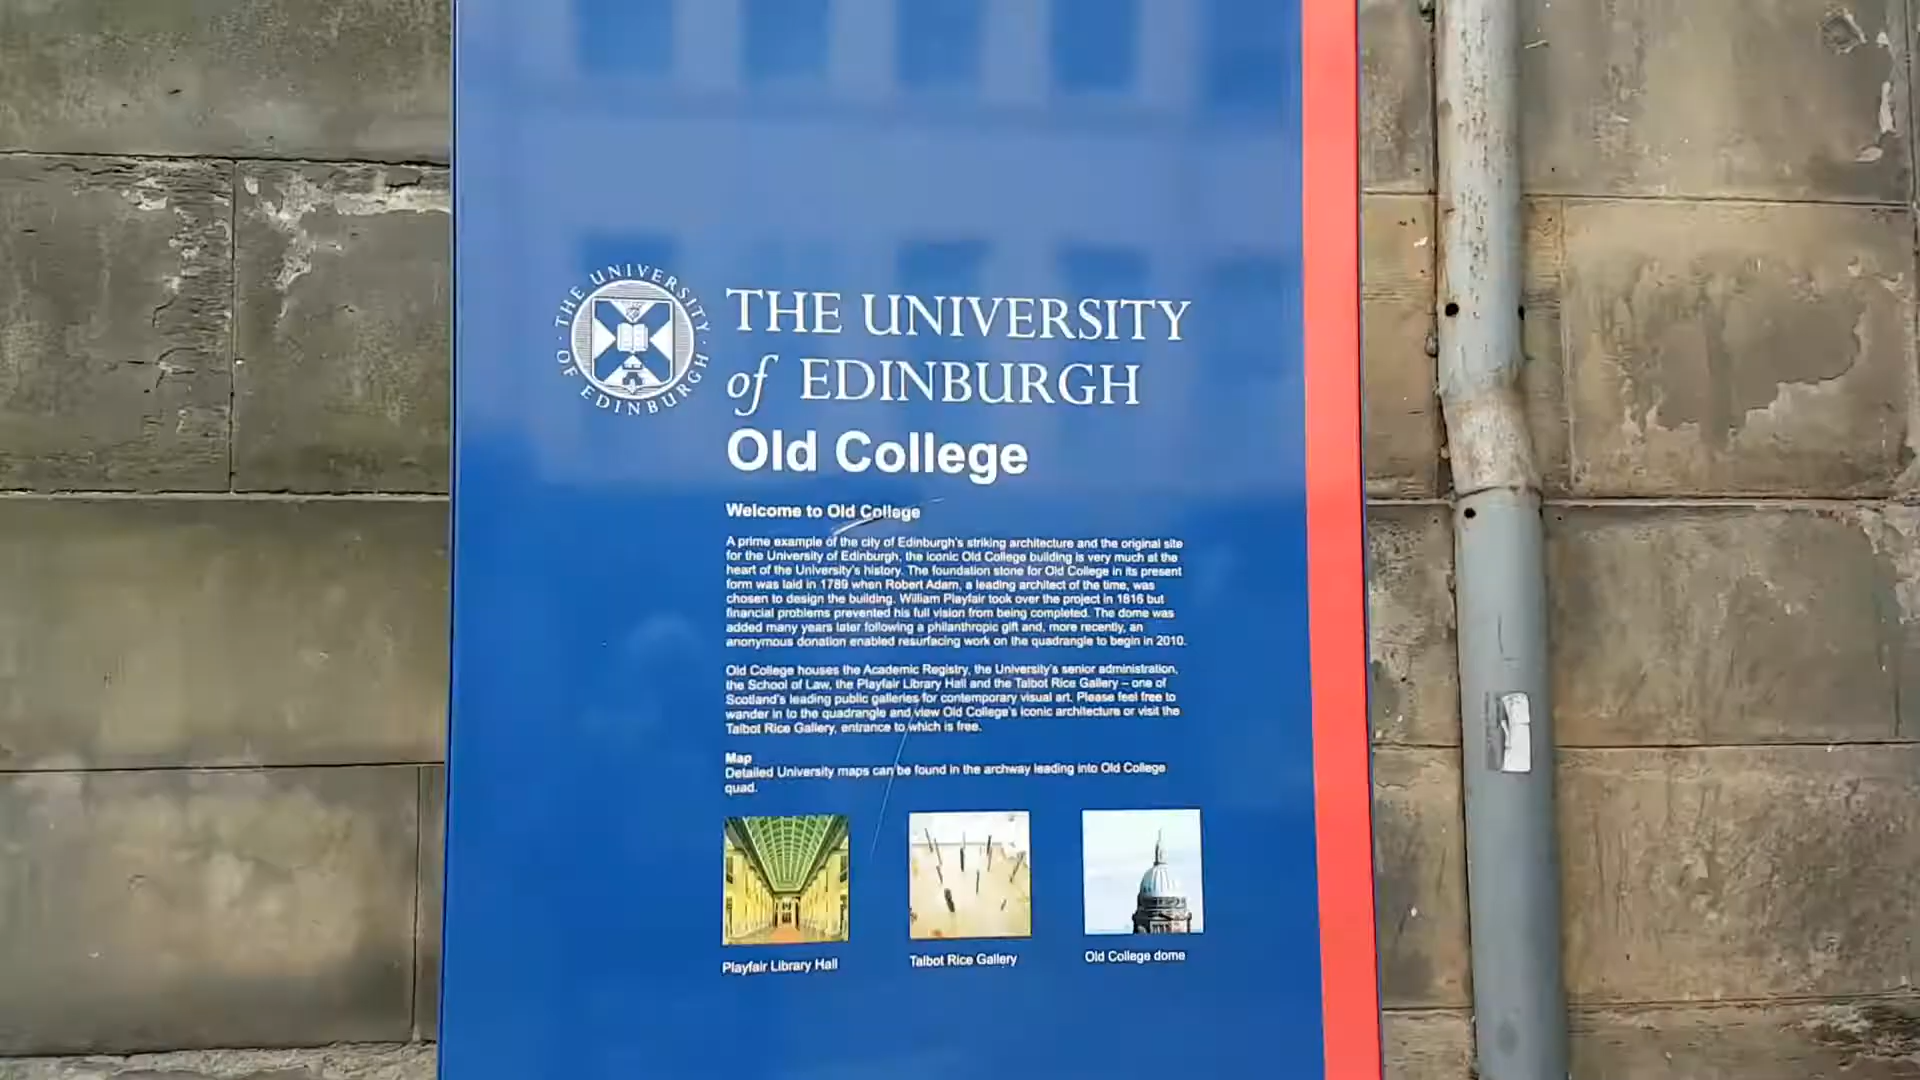 THE UNIVERSITY OF EDINBURGH
THE UNIVERSITY
of EDINBURGH
Old College
Welcome to Old College
A prime example of the city of Edinburgh's striking architecture and the original site
for the University of Edinburgh, the iconic Old College building is very much at the
heart of the University's history. The foundation stone for Old College in its present
form was laid in 1789 when Robert Adam, a leading architect of the time, was
chosen to design the building. William Playfair took over the project in 1816 but
financial problems prevented his full vision from being completed. The dome was
added many years later following a philanthropic gift and, more recently, an
anonymous donation enabled resurfacing work on the quadrangle to begin in 2010.
Old College houses the Academic Registry, the University's senior administration,
the School of Law, the Playfair Library Hall and the Talbot Rice Gallery – one of
Scotland's leading public galleries for contemporary visual art. Please feel free to
wander in to the quadrangle and view Old College's iconic architecture or visit the
Talbot Rice Gallery, entrance to which is free.
Map
Detailed University maps can be found in the archway leading into Old College
quad.
Playfair Library Hall
Talbot Rice Gallery
Old College dome